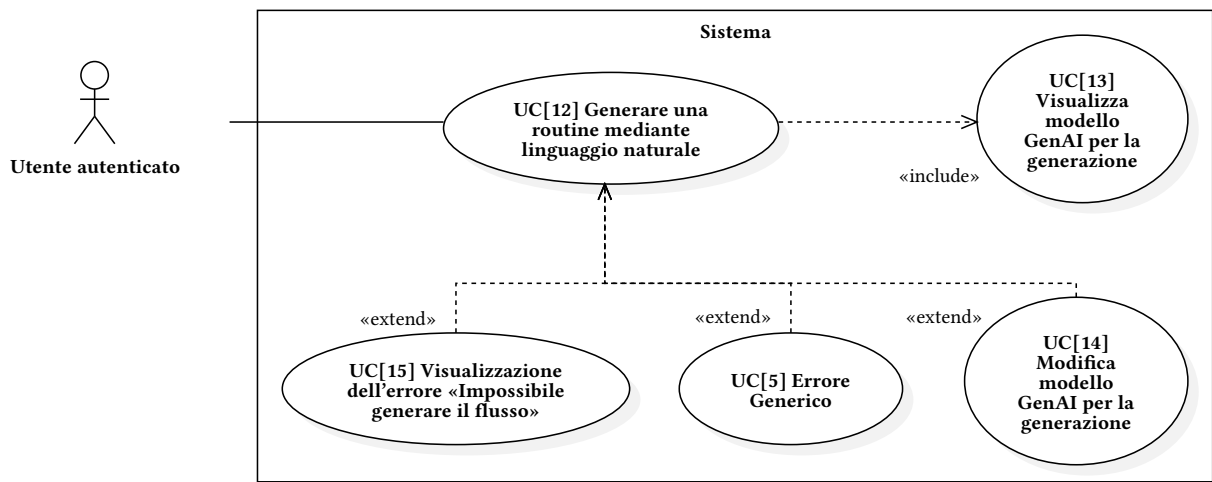 Sistema
Utente autenticato
UC[12] Generare una
routine mediante
linguaggio naturale
UC[13]
Visualizza
modello
GenAI per la
generazione
«include»
«extend»
«extend»
«extend»
UC[15] Visualizzazione
dell'errore «Impossibile
generare il flusso»
UC[5] Errore
Generico
UC[14]
Modifica
modello
GenAI per la
generazione